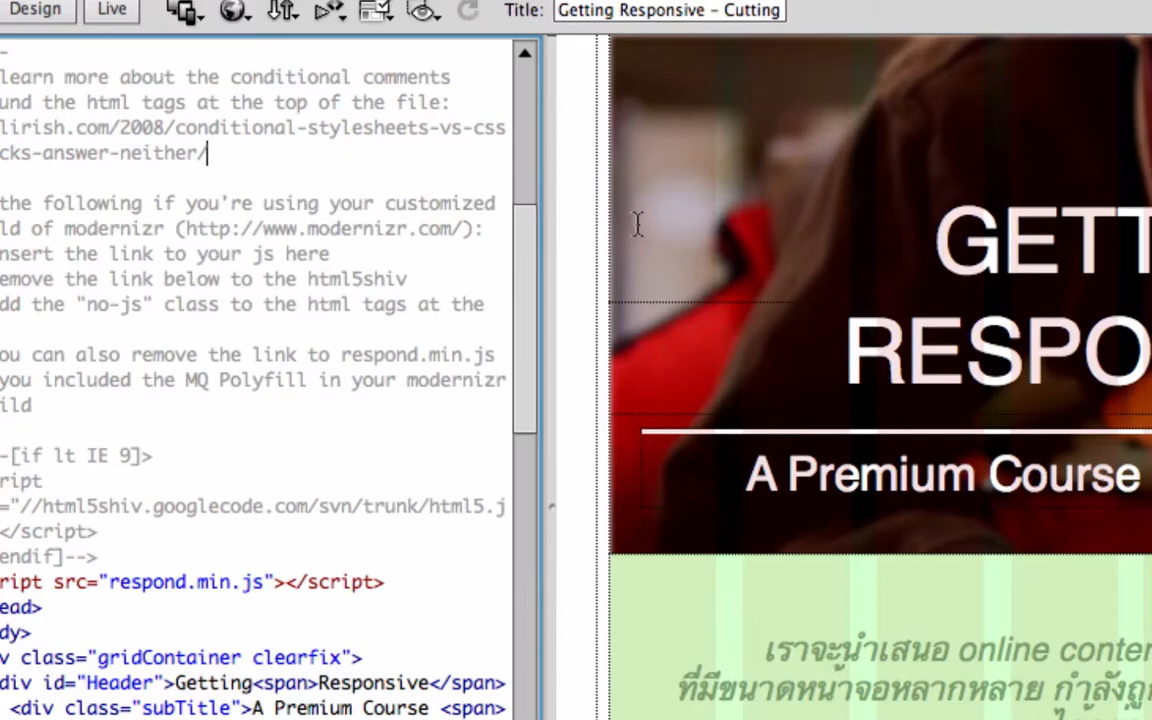 Design Live Title: Getting Responsive - Cutting
learn more about the conditional comments
und the html tags at the top of the file:
lirish.com/2008/conditional-stylesheets-vs-css
cks-answer-neither/
the following if you're using your customized
ld of modernizr (http://www.modernizr.com/):
nsert the link to your js here
emove the link below to the html5shiv
dd the "no-js" class to the html tags at the
ou can also remove the link to respond.min.js
you included the MQ Polyfill in your modernizr
ild
-[if lt IE 9]>
cript
="//html5shiv.googlecode.com/svn/trunk/html5.j
</script>
endif]-->
ript src="respond.min.js"></script>
ead>
dy>
v class="gridContainer clearfix">
div id="Header">Getting<span>Responsive</span>
<div class="subTitle">A Premium Course <span>
GETT
RESPO
A Premium Course
เราจะนำเสนอ online conter
ที่มีขนาดหน้าจอหลากหลาย กำลังถูก